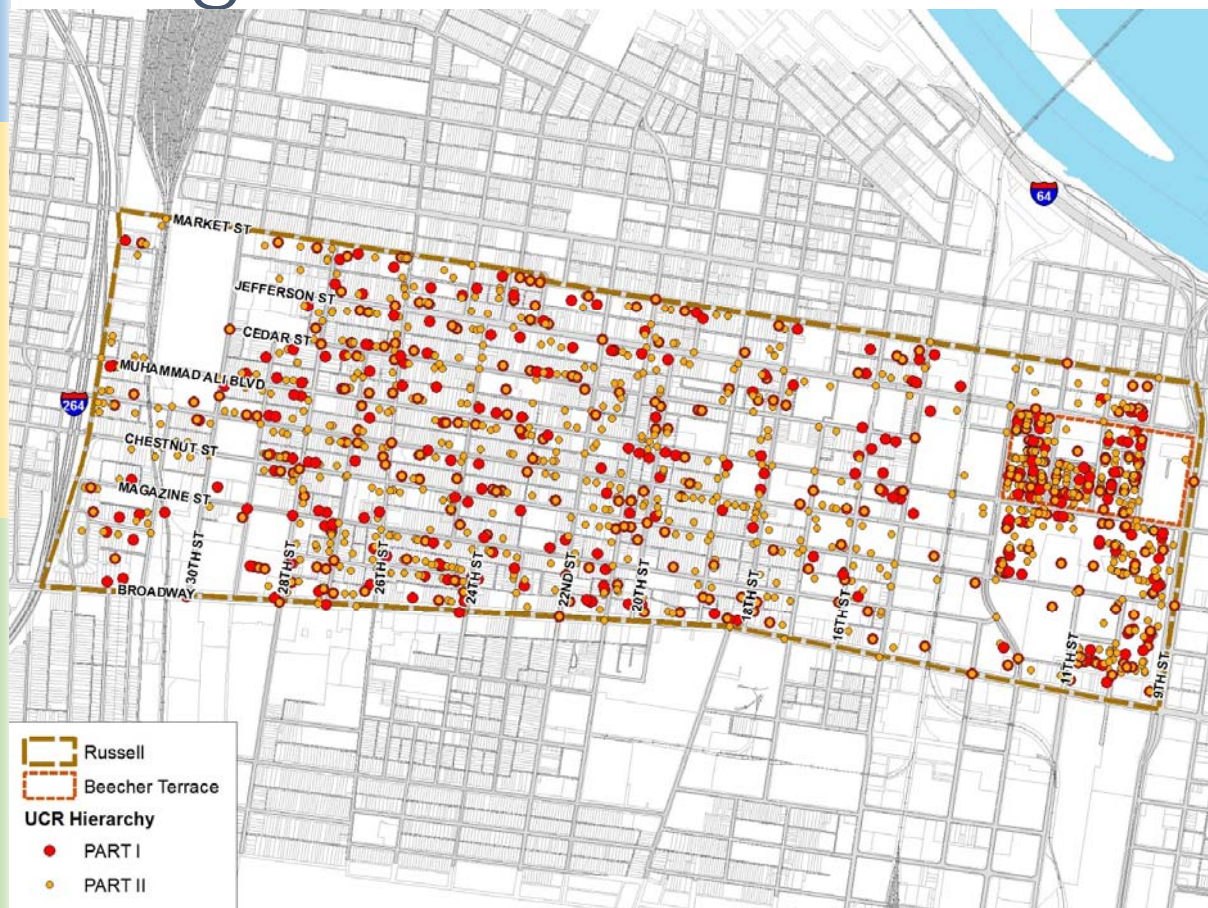 64
MARKET ST
JEFFERSON ST
CEDAR ST
MUHAMMAD ALI BLVD
264
CHESTNUT ST
MAGAZINE ST
30TH ST
28TH ST
26TH ST
24TH ST
22ND ST
20TH ST
18TH ST
16TH ST
11TH ST
9TH ST
BROADWAY
Russell
Beecher Terrace
UCR Hierarchy
PART I
PART II